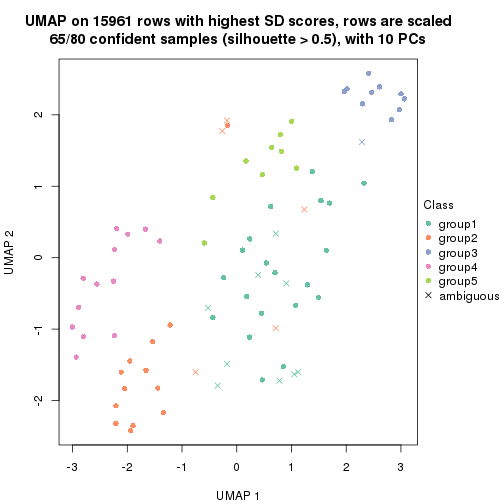 UMAP on 15961 rows with highest SD scores, rows are scaled
65/80 confident samples (silhouette > 0.5), with 10 PCs
2
1
0
-1
-2
UMAP 2
-3
-2
-1
0
1
2
3
UMAP 1
Class
group1
group2
group3
group4
group5
ambiguous